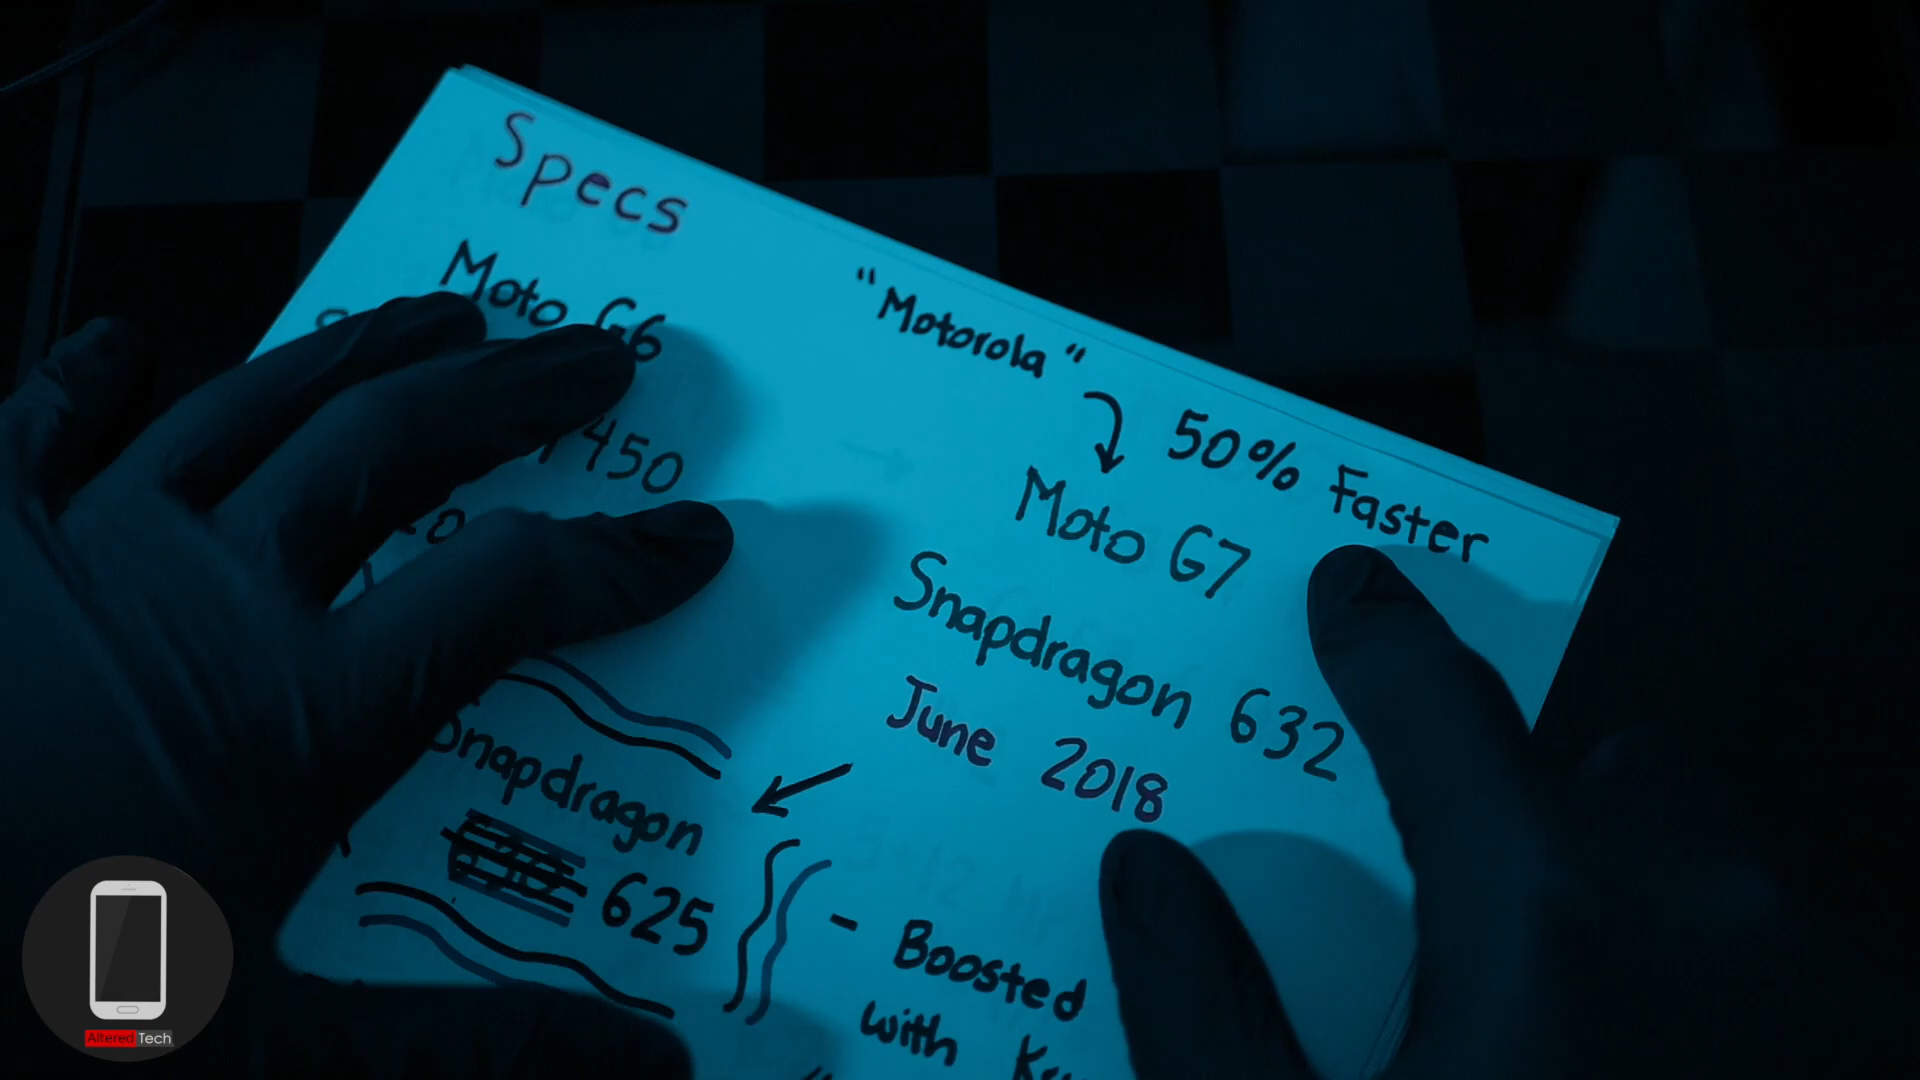 Specs
Moto G6
450
"Motorola"
50% Faster
Moto G7
Snapdragon 632
June 2018
Snapdragon
625
- Boosted
with
Altered Tech